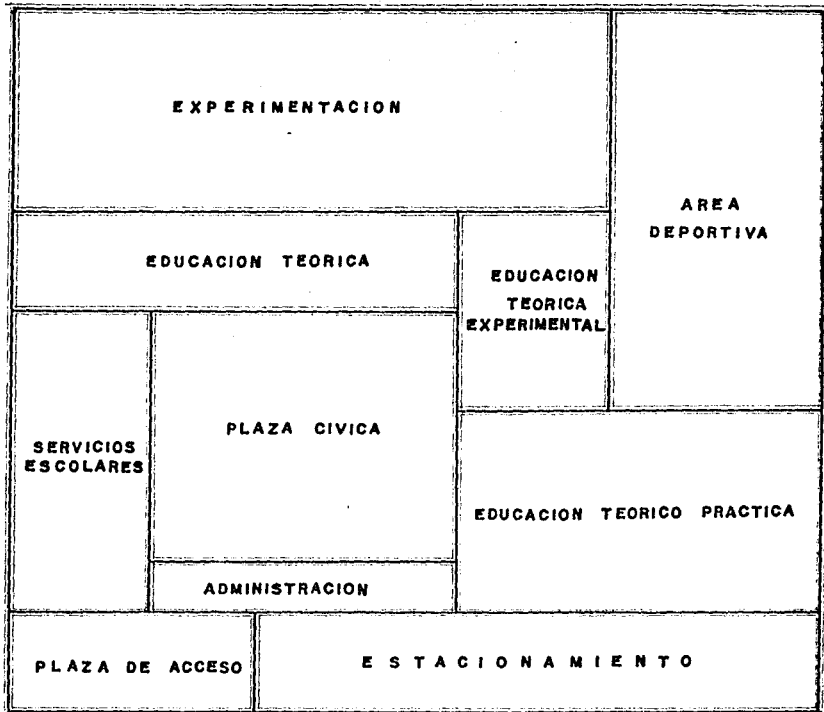 EXPERIMENTACION
AREA
DEPORTIVA
EDUCACION TEORICA
EDUCACION
TEORICA
EXPERIMENTAL
PLAZA CIVICA
SERVICIOS
ESCOLARES
EDUCACION TEORICO PRACTICA
ADMINISTRACION
PLAZA DE ACCESO
ESTACIONAMIENTO